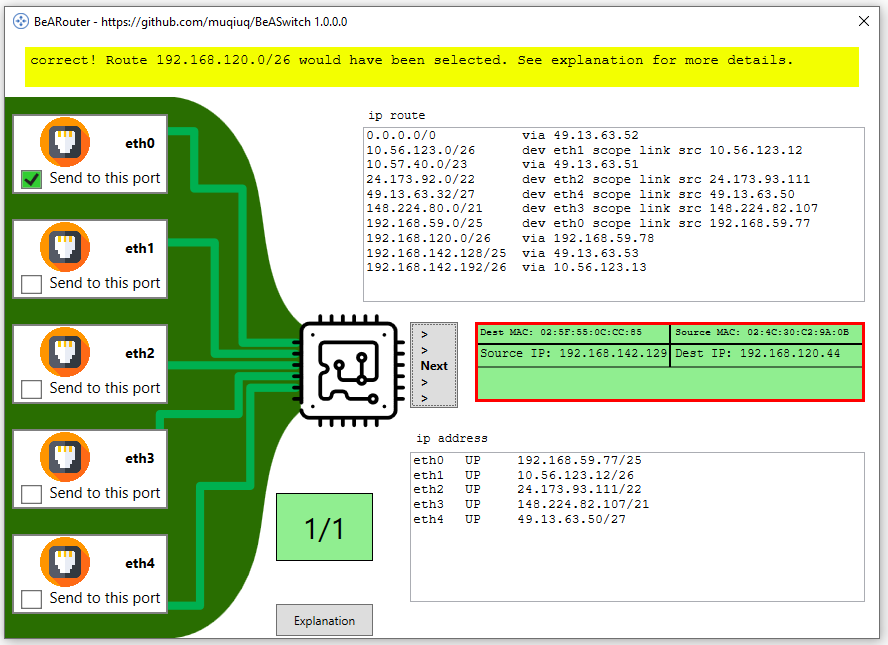 BeARouter - https://github.com/muqiuq/BeASwitch 1.0.0.0
correct! Route 192.168.120.0/26 would have been selected. See explanation for more details.
eth0
Send to this port
eth1
Send to this port
eth2
Send to this port
eth3
Send to this port
eth4
Send to this port
ip route
0.0.0.0/0 via 49.13.63.52
10.56.123.0/26 dev eth1 scope link src 10.56.123.12
10.57.40.0/23 via 49.13.63.51
24.173.92.0/22 dev eth2 scope link src 24.173.93.111
49.13.63.32/27 dev eth4 scope link src 49.13.63.50
148.224.80.0/21 dev eth3 scope link src 148.224.82.107
192.168.59.0/25 dev eth0 scope link src 192.168.59.77
192.168.120.0/26 via 192.168.59.78
192.168.142.128/25 via 49.13.63.53
192.168.142.192/26 via 10.56.123.13
>
>
Next
>
>
Dest MAC: 02:5F:55:0C:CC:85 Source MAC: 02:4C:30:C2:9A:0B
Source IP: 192.168.142.129 Dest IP: 192.168.120.44
ip address
eth0 UP 192.168.59.77/25
eth1 UP 10.56.123.12/26
eth2 UP 24.173.93.111/22
eth3 UP 148.224.82.107/21
eth4 UP 49.13.63.50/27
1/1
Explanation